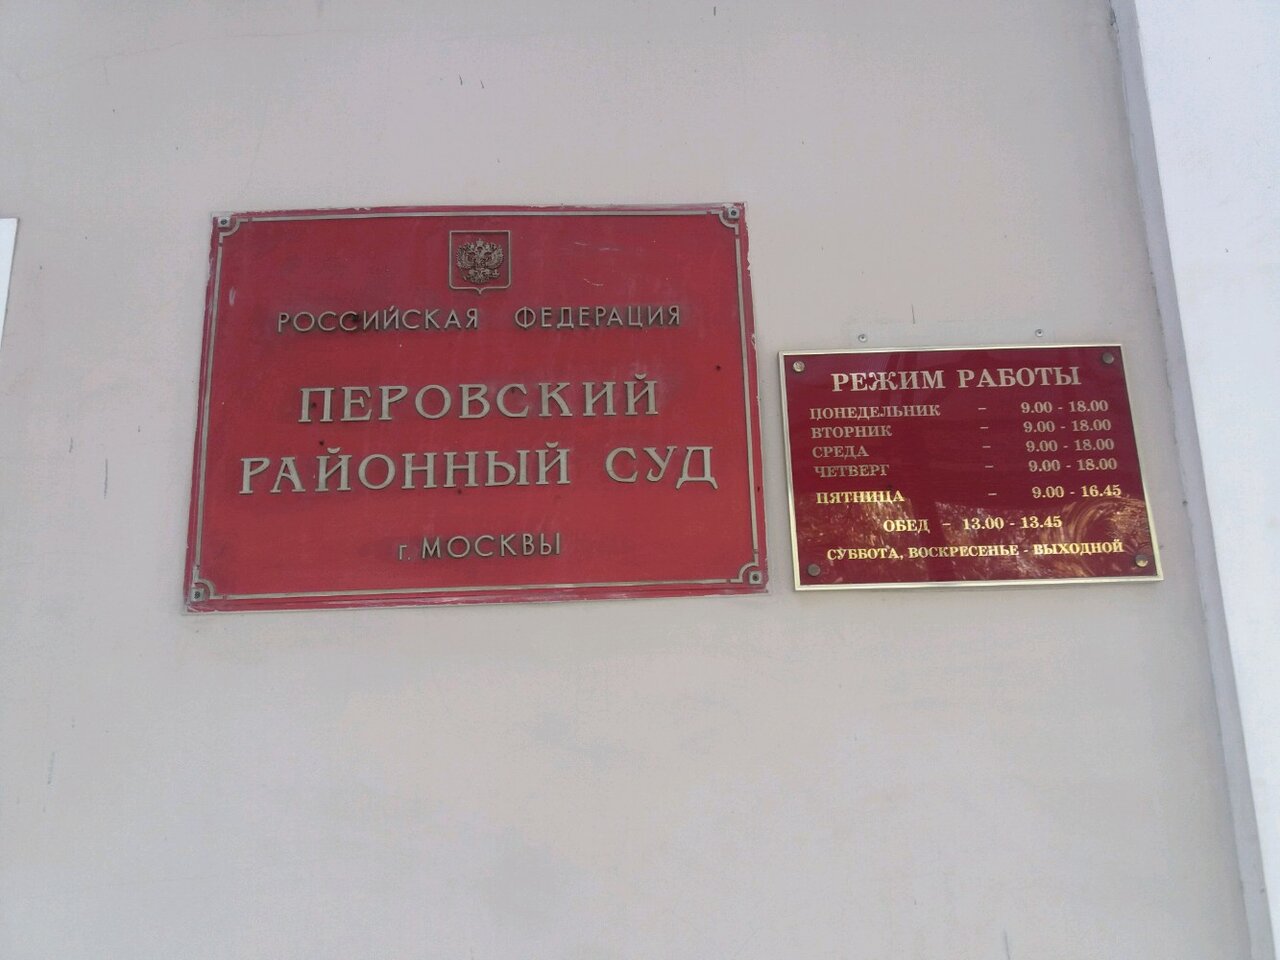 РОССИЙСКАЯ ФЕДЕРАЦИЯ
ПЕРОВСКИЙ
РАЙОННЫЙ СУД
г. МОСКВЫ
РЕЖИМ РАБОТЫ
ПОНЕДЕЛЬНИК - 9.00 - 18.00
ВТОРНИК - 9.00 - 18.00
СРЕДА - 9.00 - 18.00
ЧЕТВЕРГ - 9.00 - 18.00
ПЯТНИЦА - 9.00 - 16.45
ОБЕД - 13.00 - 13.45
СУББОТА, ВОСКРЕСЕНЬЕ - ВЫХОДНОЙ